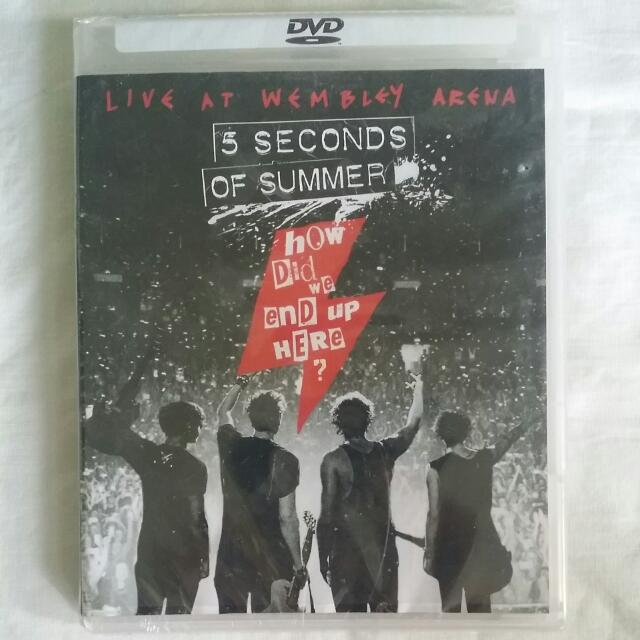 DVD
LIVE AT WEMBLEY ARENA
5 SECONDS
OF SUMMER
how
Did
we
enD up
HERe
?